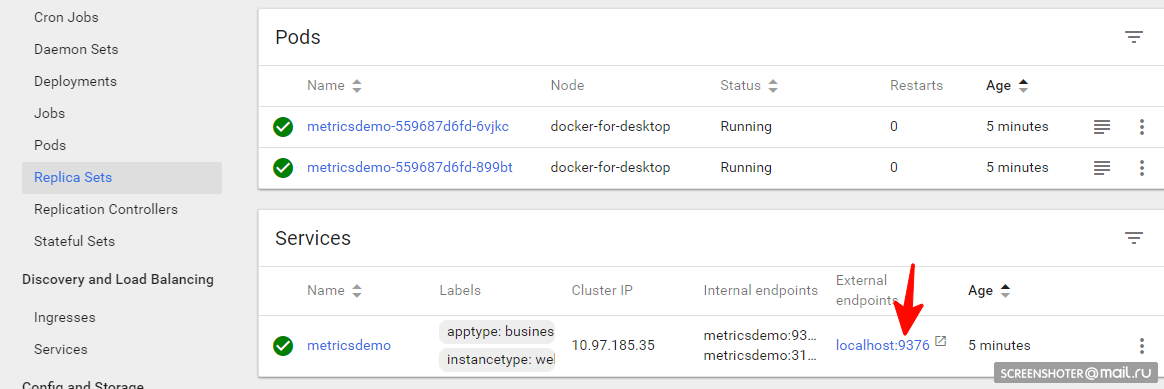 Cron Jobs
Daemon Sets
Deployments
Jobs
Pods
Replica Sets
Replication Controllers
Stateful Sets
Discovery and Load Balancing
Ingresses
Services
Config and Storage
Pods
Name Node Status Restarts Age
metricsdemo-559687d6fd-6vjkc docker-for-desktop Running 0 5 minutes
metricsdemo-559687d6fd-899bt docker-for-desktop Running 0 5 minutes
Services
Name Labels Cluster IP Internal endpoints External endpoints Age
metricsdemo apptype: busines 10.97.185.35 metricsdemo:93... localhost:9376 5 minutes
instancetype: wel metricsdemo:31...
SCREENSHOTER@mail.ru